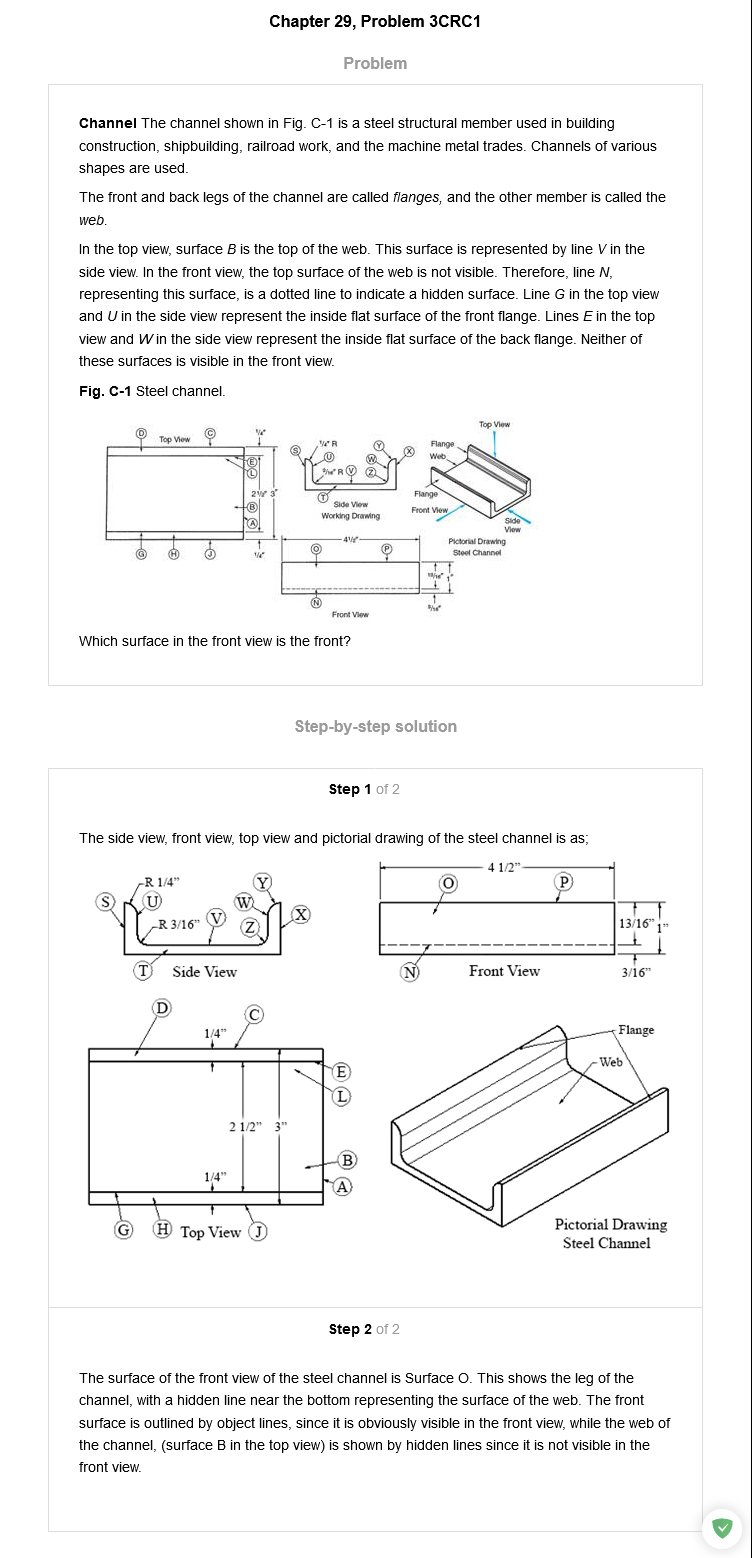 Chapter 29, Problem 3CRC1
Problem
Channel The channel shown in Fig. C-1 is a steel structural member used in building
construction, shipbuilding, railroad work, and the machine metal trades. Channels of various
shapes are used.
The front and back legs of the channel are called flanges, and the other member is called the
web.
In the top view, surface B is the top of the web. This surface is represented by line V in the
side view. In the front view, the top surface of the web is not visible. Therefore, line N,
representing this surface, is a dotted line to indicate a hidden surface. Line G in the top view
and U in the side view represent the inside flat surface of the front flange. Lines E in the top
view and W in the side view represent the inside flat surface of the back flange. Neither of
these surfaces is visible in the front view.
Fig. C-1 Steel channel.
D
Top View
C
1/4"
E
L
2 1/2" 3"
B
A
G
H
J
1/4"
S
1/4" R
U
Y
W
X
3/16" R
V
Z
T
Side View
Working Drawing
Top View
Flange
Web
Flange
Front View
Side
View
Pictorial Drawing
Steel Channel
4 1/2"
O
P
13/16" 1"
N
3/16"
Front View
Which surface in the front view is the front?
Step-by-step solution
Step 1 of 2
The side view, front view, top view and pictorial drawing of the steel channel is as;
R 1/4"
S
U
Y
W
X
R 3/16"
V
Z
T
Side View
4 1/2"
O
P
13/16" 1"
N
Front View
3/16"
D
C
1/4"
E
L
2 1/2" 3"
B
1/4"
A
G
H
Top View
J
Flange
Web
Pictorial Drawing
Steel Channel
Step 2 of 2
The surface of the front view of the steel channel is Surface O. This shows the leg of the
channel, with a hidden line near the bottom representing the surface of the web. The front
surface is outlined by object lines, since it is obviously visible in the front view, while the web of
the channel, (surface B in the top view) is shown by hidden lines since it is not visible in the
front view.